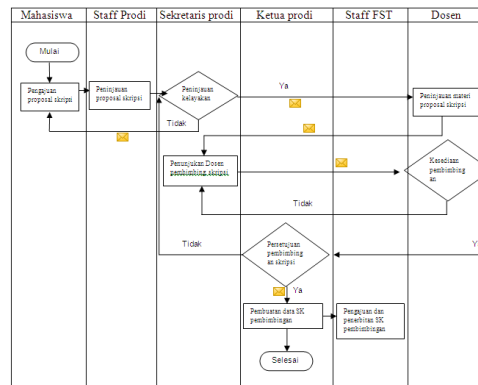 Mahasiswa Staff Prodi Sekretaris prodi Ketua prodi Staff FST Dosen
Mulai
Pengajuan
proposal skripsi
Peninjauan
proposal skripsi
Peninjauan
kelayakan
Ya
Peninjauan materi
proposal skripsi
Tidak
Penunjukan Dosen
pembimbing skripsi
Kesediaan
pembimbing
an
Tidak
Tidak
Persetujuan
pembimbing
an skripsi
Y
Ya
Pembuatan data SK
pembimbingan
Pengajuan dan
penerbitan SK
pembimbingan
Selesai